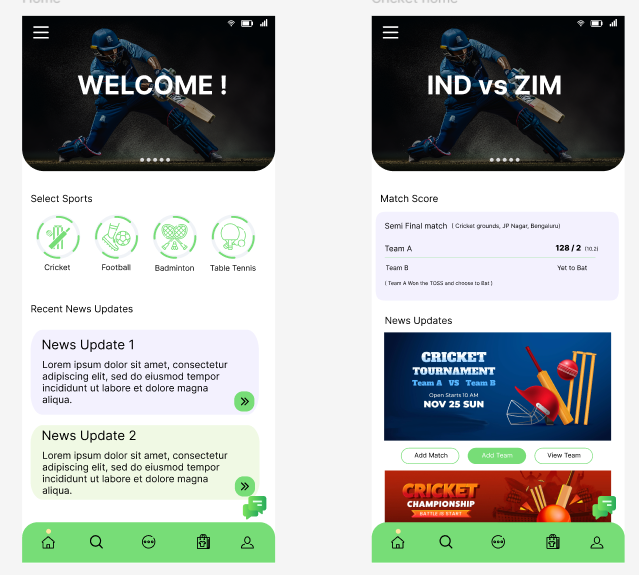 Home
WELCOME !
Select Sports
Cricket
Football
Badminton
Table Tennis
Recent News Updates
News Update 1
Lorem ipsum dolor sit amet, consectetur
adipiscing elit, sed do eiusmod tempor
incididunt ut labore et dolore magna
aliqua.
News Update 2
Lorem ipsum dolor sit amet, consectetur
adipiscing elit, sed do eiusmod tempor
incididunt ut labore et dolore magna
aliqua.
Cricket home
IND vs ZIM
Match Score
Semi Final match ( Cricket grounds, JP Nagar, Bengaluru)
Team A 128 / 2 (10.2)
Team B Yet to Bat
( Team A Won the TOSS and choose to Bat )
News Updates
CRICKET
TOURNAMENT
Team A VS Team B
Open Starts 10 AM
NOV 25 SUN
Add Match
Add Team
View Team
CRICKET
CHAMPIONSHIP
BATTLE IS START